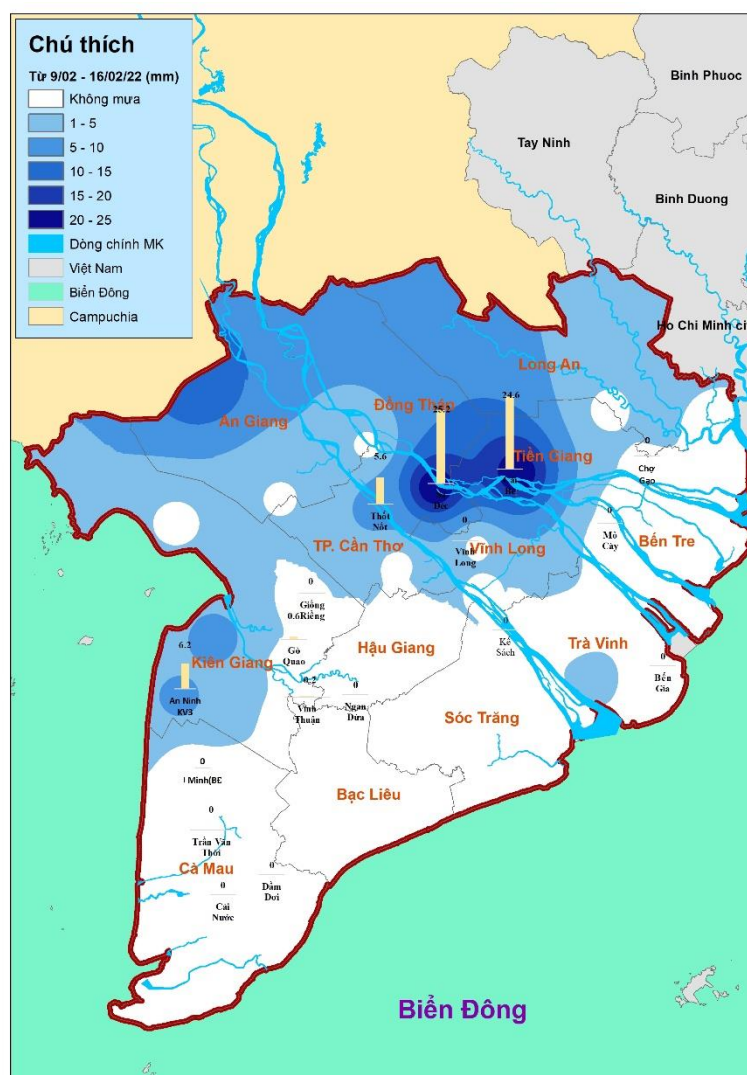 Chú thích
Từ 9/02 - 16/02/22 (mm)
Không mưa
1 - 5
5 - 10
10 - 15
15 - 20
20 - 25
Dòng chính MK
Việt Nam
Biển Đông
Campuchia
Binh Phuoc
Tay Ninh
Binh Duong
Ho Chi Minh ci
Long An
An Giang
Đồng Tháp
25.2
24.6
Tiền Giang
5.6
Thốt
Nốt
0
Chợ
Gạo
0
Mỏ
Cày
Bến Tre
TP. Cần Thơ
0
Vĩnh
Long
Vĩnh Long
0
Giồng
Riềng
0.6
Gò
Quao
Hậu Giang
0
Kế
Sách
Trà Vinh
0
Bến
Giá
6.2
Kiên Giang
An Ninh
KV3
0.2
Vĩnh
Thuận
0
Ngan
Dừa
Sóc Trăng
Bạc Liêu
0
Minh(BĐ
0
Trần Văn
Thời
Cà Mau
0
Cái
Nước
0
Đầm
Dơi
Biển Đông